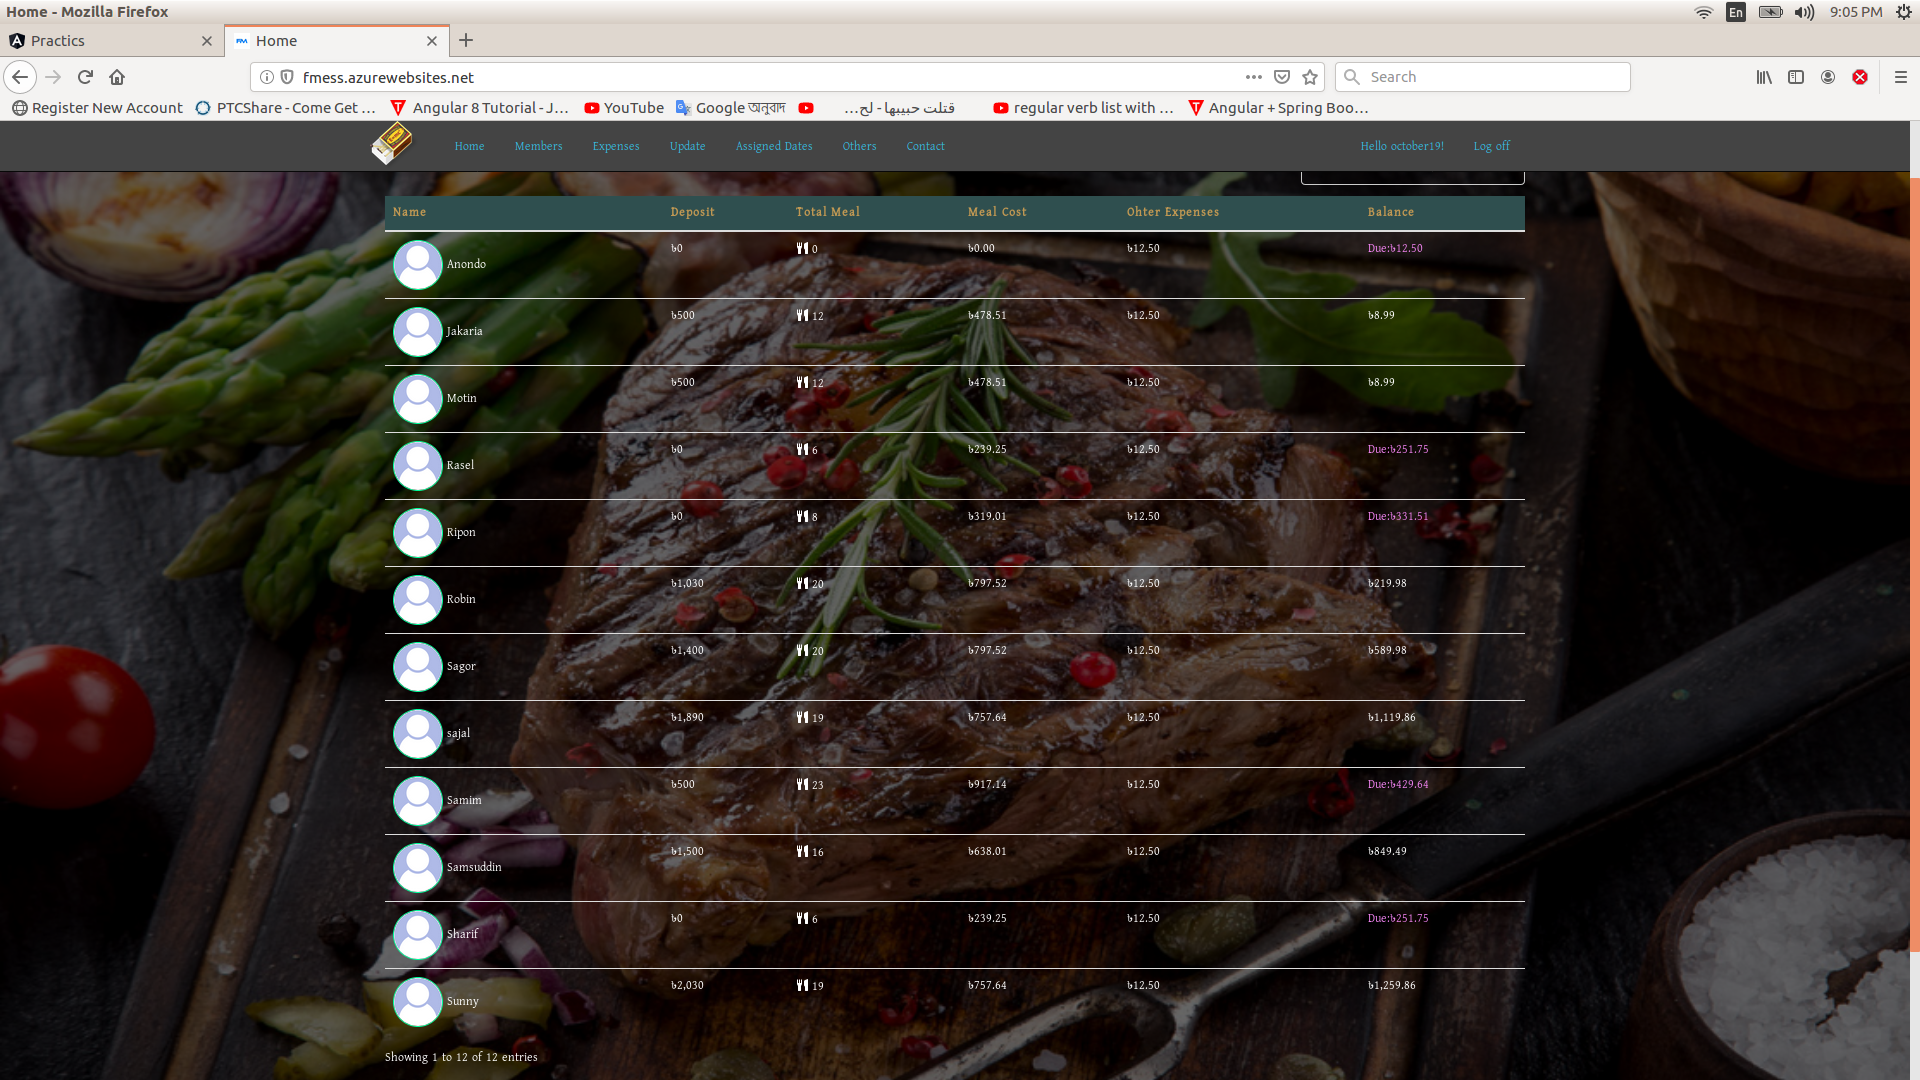 Home - Mozilla Firefox En 9:05 PM
Practics Home
fmess.azurewebsites.net Search
Register New Account PTCShare - Come Get ... Angular 8 Tutorial - J... YouTube Google অনুবাদ قتلت حبيبها - لح... regular verb list with ... Angular + Spring Boo...
Home Members Expenses Update Assigned Dates Others Contact Hello october19! Log off
Name Deposit Total Meal Meal Cost Ohter Expenses Balance
Anondo ৳0 0 ৳0.00 ৳12.50 Due:৳12.50
Jakaria ৳500 12 ৳478.51 ৳12.50 ৳8.99
Motin ৳500 12 ৳478.51 ৳12.50 ৳8.99
Rasel ৳0 6 ৳239.25 ৳12.50 Due:৳251.75
Ripon ৳0 8 ৳319.01 ৳12.50 Due:৳331.51
Robin ৳1,030 20 ৳797.52 ৳12.50 ৳219.98
Sagor ৳1,400 20 ৳797.52 ৳12.50 ৳589.98
sajal ৳1,890 19 ৳757.64 ৳12.50 ৳1,119.86
Samim ৳500 23 ৳917.14 ৳12.50 Due:৳429.64
Samsuddin ৳1,500 16 ৳638.01 ৳12.50 ৳849.49
Sharif ৳0 6 ৳239.25 ৳12.50 Due:৳251.75
Sunny ৳2,030 19 ৳757.64 ৳12.50 ৳1,259.86
Showing 1 to 12 of 12 entries